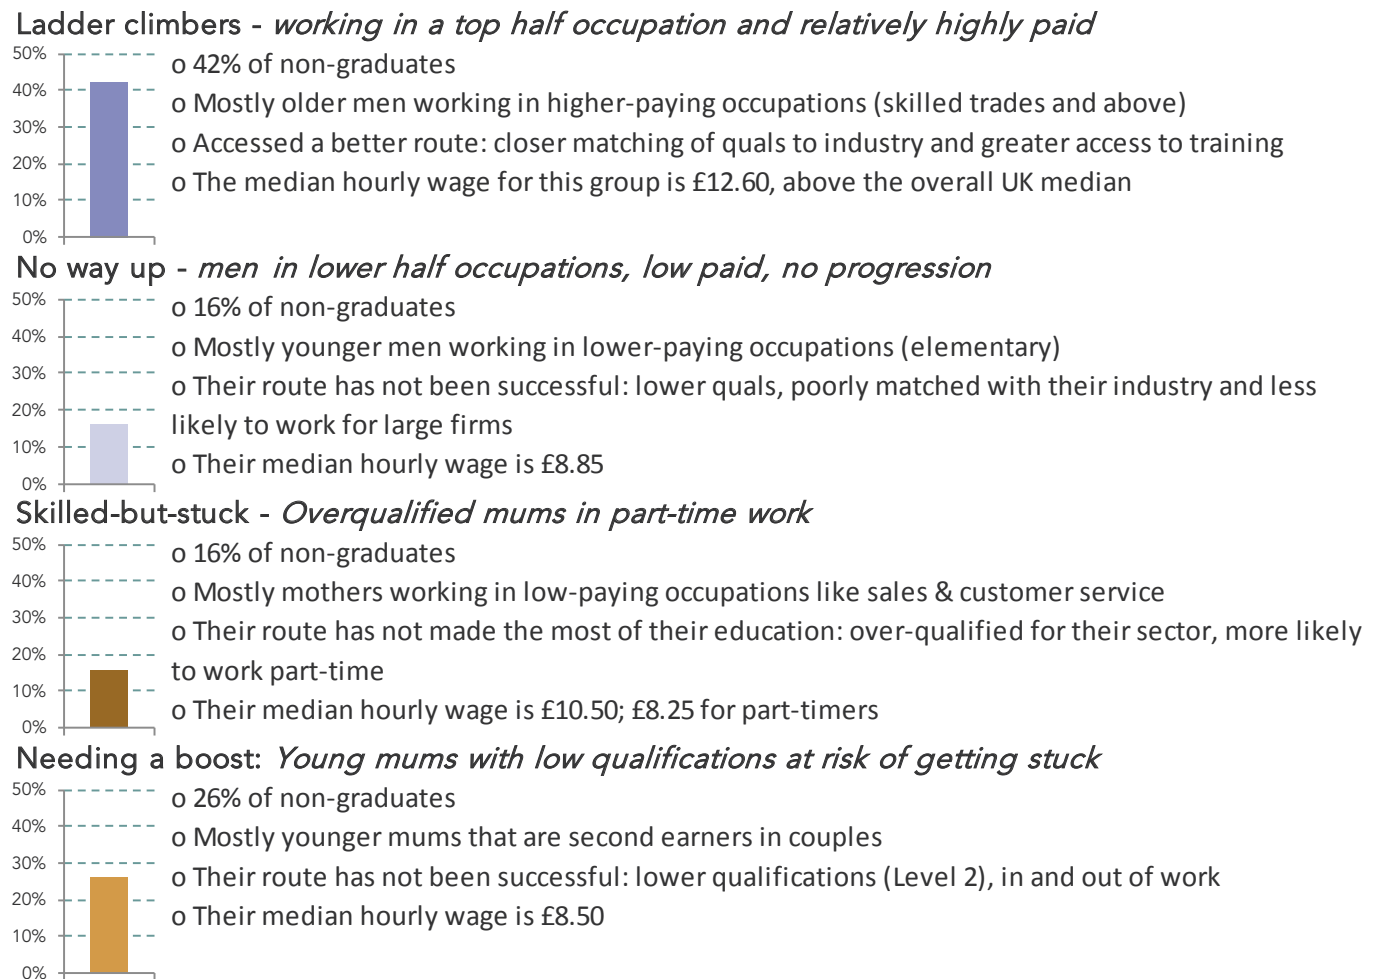 Ladder climbers - working in a top half occupation and relatively highly paid
50%
40%
30%
20%
10%
0%
o 42% of non-graduates
o Mostly older men working in higher-paying occupations (skilled trades and above)
o Accessed a better route: closer matching of quals to industry and greater access to training
o The median hourly wage for this group is £12.60, above the overall UK median
No way up - men in lower half occupations, low paid, no progression
50%
40%
30%
20%
10%
0%
o 16% of non-graduates
o Mostly younger men working in lower-paying occupations (elementary)
o Their route has not been successful: lower quals, poorly matched with their industry and less
likely to work for large firms
o Their median hourly wage is £8.85
Skilled-but-stuck - Overqualified mums in part-time work
50%
40%
30%
20%
10%
0%
o 16% of non-graduates
o Mostly mothers working in low-paying occupations like sales & customer service
o Their route has not made the most of their education: over-qualified for their sector, more likely
to work part-time
o Their median hourly wage is £10.50; £8.25 for part-timers
Needing a boost: Young mums with low qualifications at risk of getting stuck
50%
40%
30%
20%
10%
0%
o 26% of non-graduates
o Mostly younger mums that are second earners in couples
o Their route has not been successful: lower qualifications (Level 2), in and out of work
o Their median hourly wage is £8.50